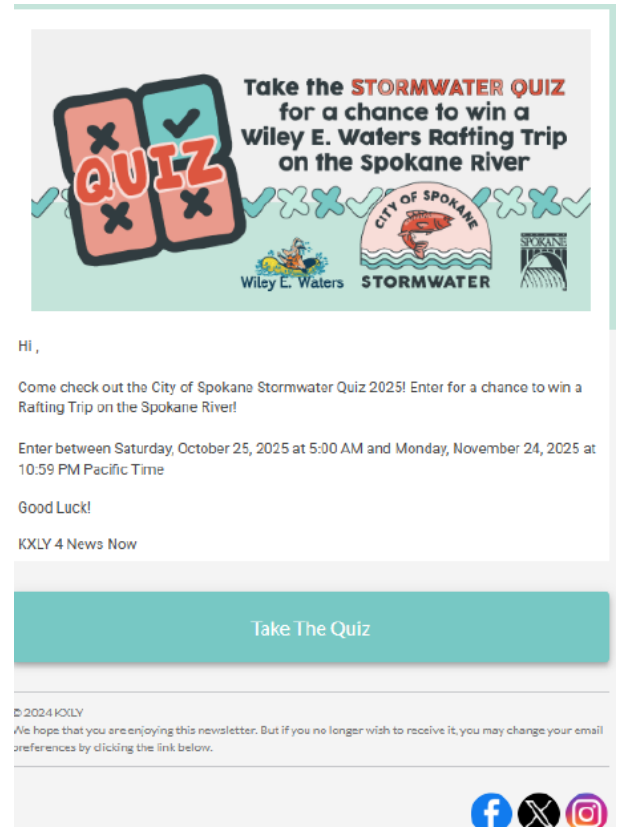 Take the STORMWATER QUIZ
for a chance to win a
Wiley E. Waters Rafting Trip
on the Spokane River
QUIZ
CITY OF SPOKANE
STORMWATER
Wiley E. Waters
SPOKANE
Hi ,
Come check out the City of Spokane Stormwater Quiz 2025! Enter for a chance to win a
Rafting Trip on the Spokane River!
Enter between Saturday, October 25, 2025 at 5:00 AM and Monday, November 24, 2025 at
10:59 PM Pacific Time
Good Luck!
KXLY 4 News Now
Take The Quiz
© 2024 KXLY
We hope that you are enjoying this newsletter. But if you no longer wish to receive it, you may change your email
preferences by clicking the link below.